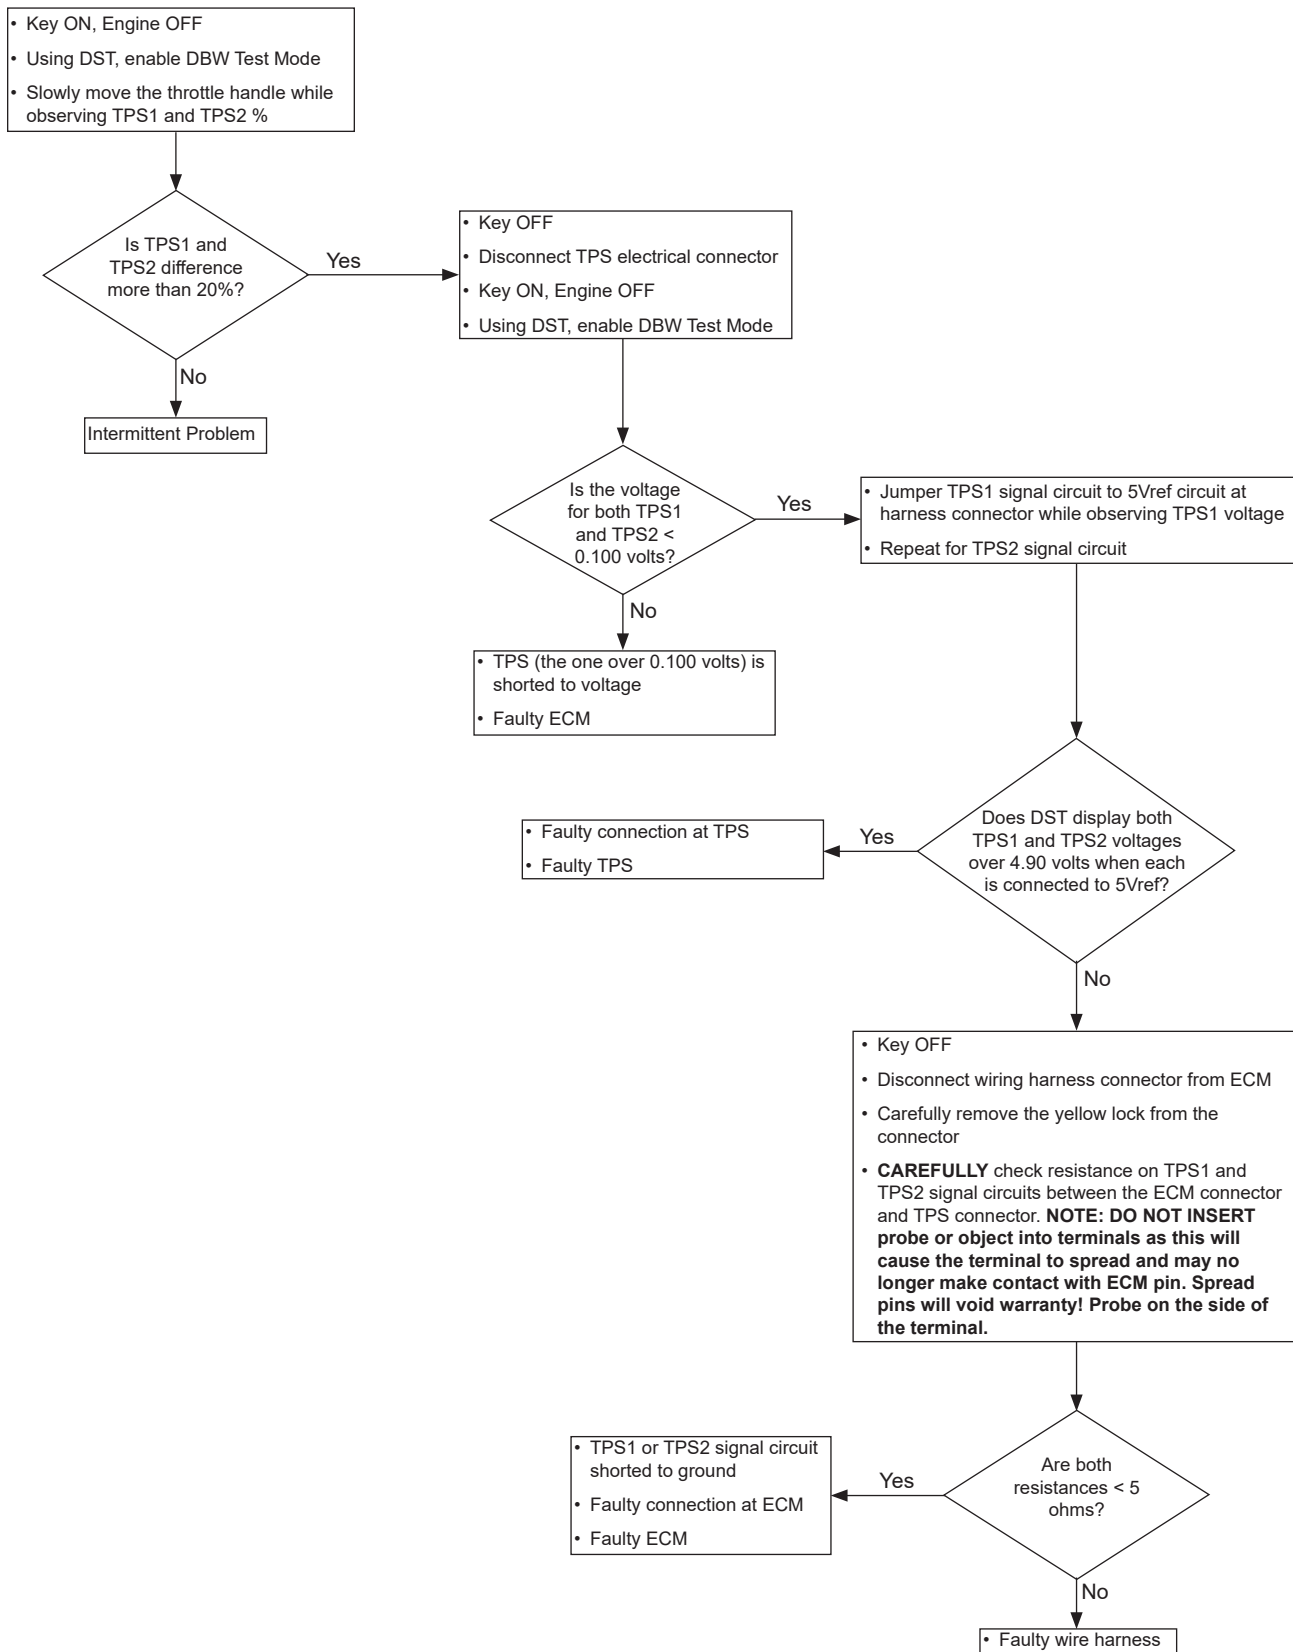 • Key ON, Engine OFF
• Using DST, enable DBW Test Mode
• Slowly move the throttle handle while
observing TPS1 and TPS2 %
Is TPS1 and
TPS2 difference
more than 20%?
Yes
No
Intermittent Problem
• Key OFF
• Disconnect TPS electrical connector
• Key ON, Engine OFF
• Using DST, enable DBW Test Mode
Is the voltage
for both TPS1
and TPS2 <
0.100 volts?
Yes
No
• TPS (the one over 0.100 volts) is
shorted to voltage
• Faulty ECM
• Jumper TPS1 signal circuit to 5Vref circuit at
harness connector while observing TPS1 voltage
• Repeat for TPS2 signal circuit
Does DST display both
TPS1 and TPS2 voltages
over 4.90 volts when each
is connected to 5Vref?
Yes
• Faulty connection at TPS
• Faulty TPS
No
• Key OFF
• Disconnect wiring harness connector from ECM
• Carefully remove the yellow lock from the
connector
• CAREFULLY check resistance on TPS1 and
TPS2 signal circuits between the ECM connector
and TPS connector. NOTE: DO NOT INSERT
probe or object into terminals as this will
cause the terminal to spread and may no
longer make contact with ECM pin. Spread
pins will void warranty! Probe on the side of
the terminal.
Are both
resistances < 5
ohms?
Yes
• TPS1 or TPS2 signal circuit
shorted to ground
• Faulty connection at ECM
• Faulty ECM
No
• Faulty wire harness